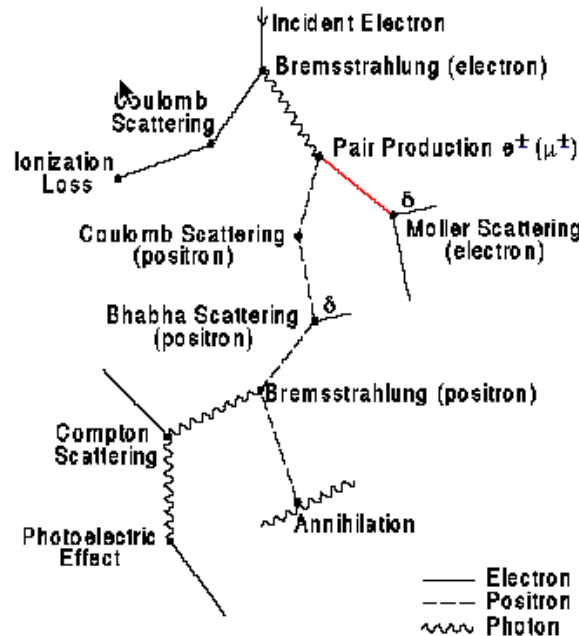 Incident Electron
Bremsstrahlung (electron)
Coulomb
Scattering
Pair Production e± (μ±)
Ionization
Loss
δ
Moller Scattering
(electron)
Coulomb Scattering
(positron)
δ
Bhabha Scattering
(positron)
Bremsstrahlung (positron)
Compton
Scattering
Annihilation
Photoelectric
Effect
Electron
Positron
Photon